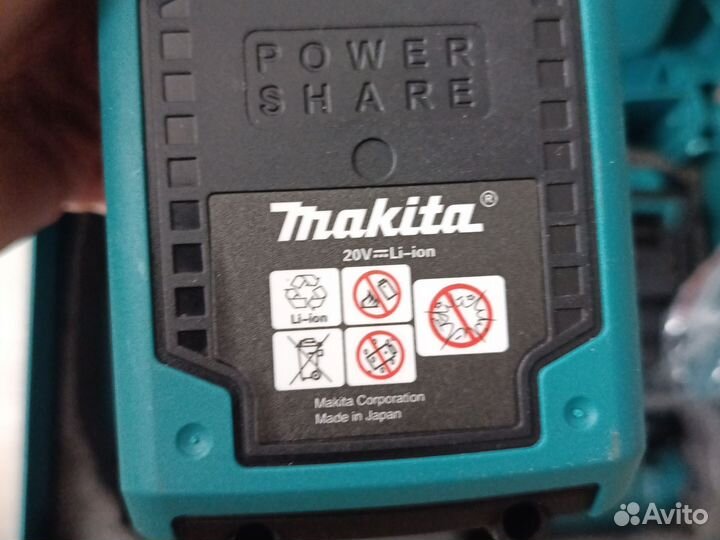 POWER
SHARE
makita®
20V⎓Li-ion
Li-ion
Makita Corporation
Made in Japan
Avito